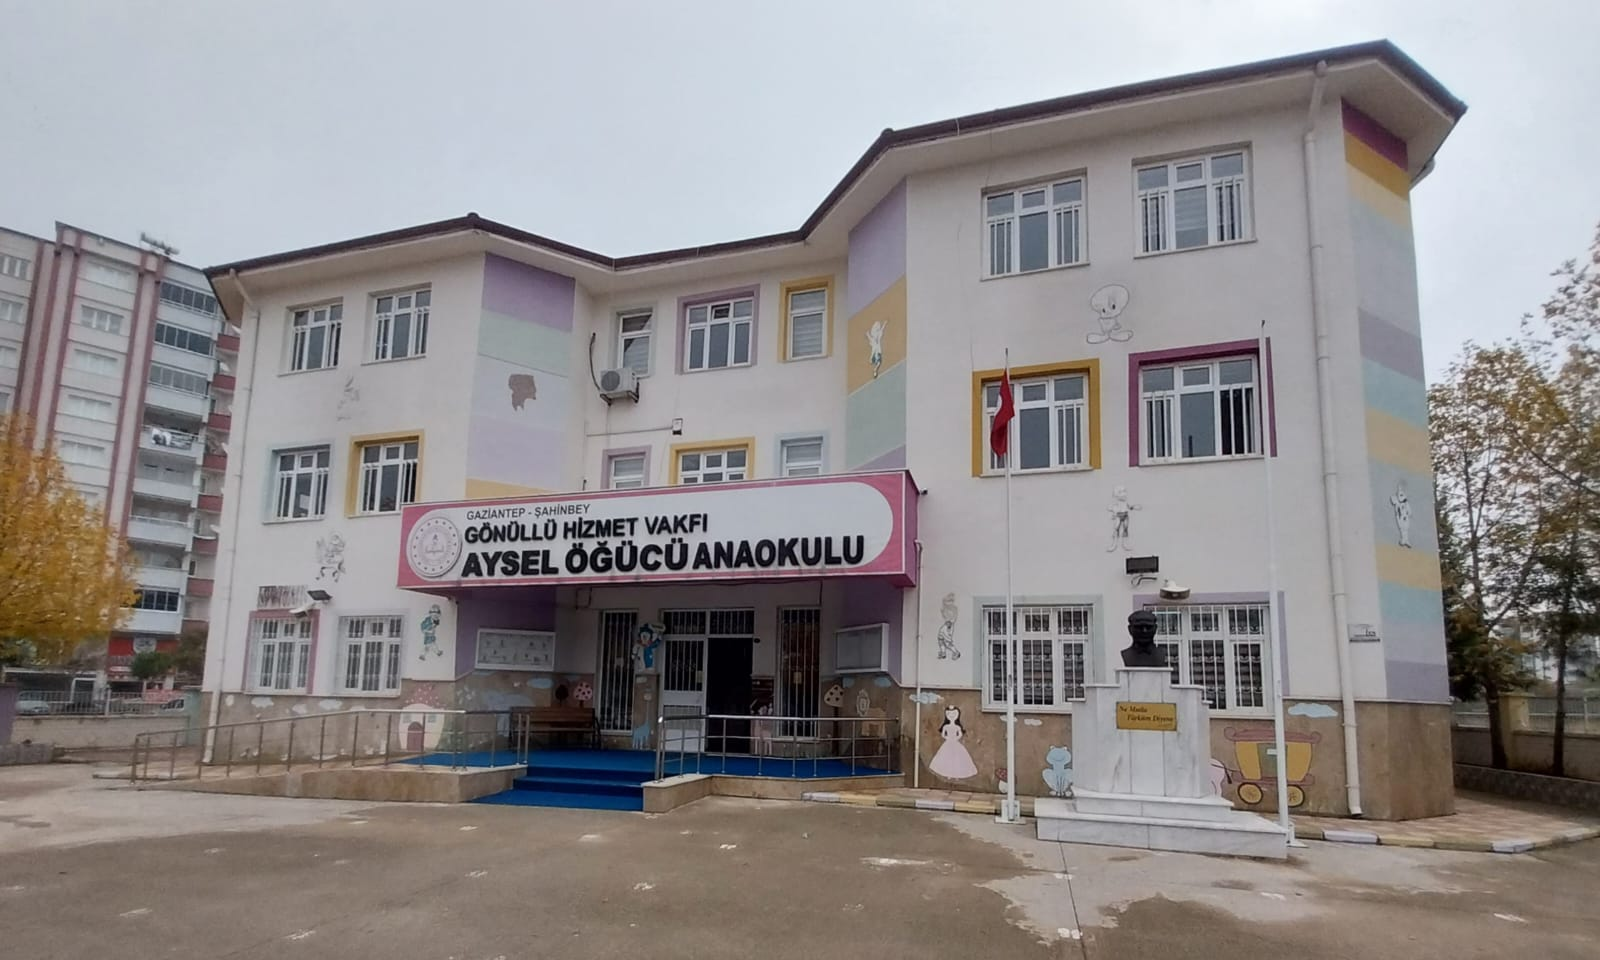 GAZİANTEP - ŞAHİNBEY
GÖNÜLLÜ HİZMET VAKFI
AYSEL ÖĞÜCÜ ANAOKULU
Ne Mutlu
Türküm Diyene